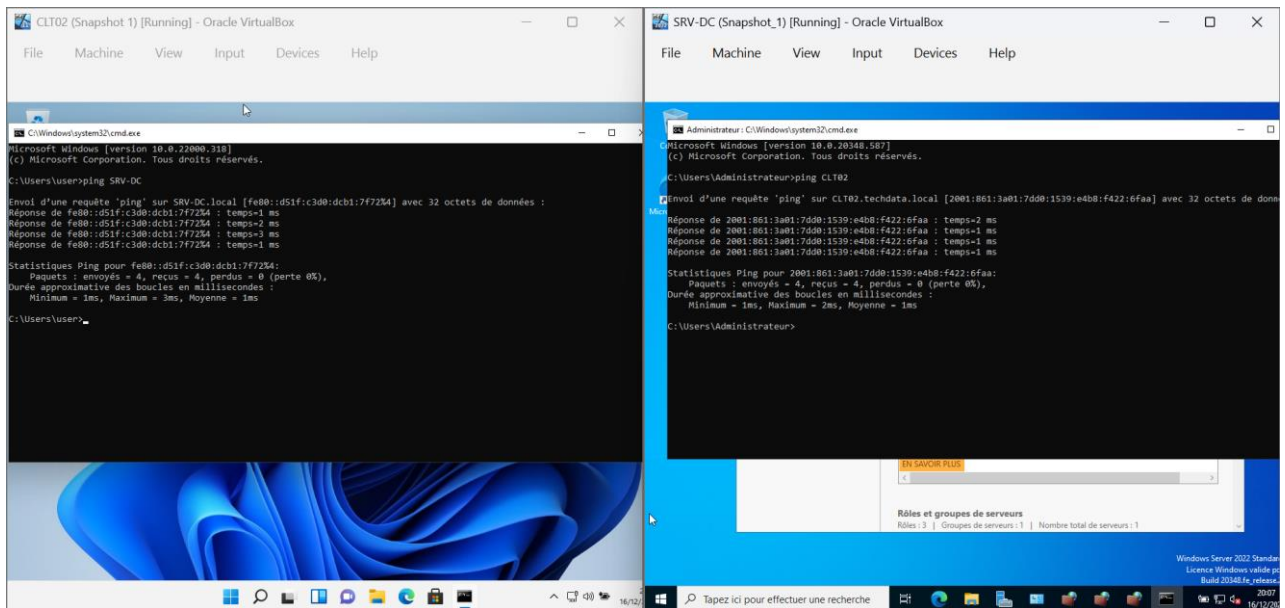 CLT02 (Snapshot 1) [Running] - Oracle VirtualBox
File Machine View Input Devices Help
C:\Windows\system32\cmd.exe
Microsoft Windows [version 10.0.22000.318]
(c) Microsoft Corporation. Tous droits réservés.
C:\Users\user>ping SRV-DC
Envoi d’une requête 'ping' sur SRV-DC.local [fe80::d51f:c3d0:dcb1:7f72%4] avec 32 octets de données :
Réponse de fe80::d51f:c3d0:dcb1:7f72%4 : temps=1 ms
Réponse de fe80::d51f:c3d0:dcb1:7f72%4 : temps=2 ms
Réponse de fe80::d51f:c3d0:dcb1:7f72%4 : temps=3 ms
Réponse de fe80::d51f:c3d0:dcb1:7f72%4 : temps=1 ms
Statistiques Ping pour fe80::d51f:c3d0:dcb1:7f72%4:
Paquets : envoyés = 4, reçus = 4, perdus = 0 (perte 0%),
Durée approximative des boucles en millisecondes :
Minimum = 1ms, Maximum = 3ms, Moyenne = 1ms
C:\Users\user>
16/12/
SRV-DC (Snapshot_1) [Running] - Oracle VirtualBox
File Machine View Input Devices Help
Administrateur : C:\Windows\system32\cmd.exe
Microsoft Windows [version 10.0.20348.587]
(c) Microsoft Corporation. Tous droits réservés.
C:\Users\Administrateur>ping CLT02
Envoi d’une requête 'ping' sur CLT02.techdata.local [2001:861:3a01:7dd0:1539:e4b8:f422:6faa] avec 32 octets de donn
Réponse de 2001:861:3a01:7dd0:1539:e4b8:f422:6faa : temps=2 ms
Réponse de 2001:861:3a01:7dd0:1539:e4b8:f422:6faa : temps=1 ms
Réponse de 2001:861:3a01:7dd0:1539:e4b8:f422:6faa : temps=1 ms
Réponse de 2001:861:3a01:7dd0:1539:e4b8:f422:6faa : temps=1 ms
Statistiques Ping pour 2001:861:3a01:7dd0:1539:e4b8:f422:6faa:
Paquets : envoyés = 4, reçus = 4, perdus = 0 (perte 0%),
Durée approximative des boucles en millisecondes :
Minimum = 1ms, Maximum = 2ms, Moyenne = 1ms
C:\Users\Administrateur>
EN SAVOIR PLUS
Rôles et groupes de serveurs
Rôles : 3 | Groupes de serveurs : 1 | Nombre total de serveurs : 1
Windows Server 2022 Standar
Licence Windows valide po
Build 20348.fe_release.
Tapez ici pour effectuer une recherche
20:07
16/12/20